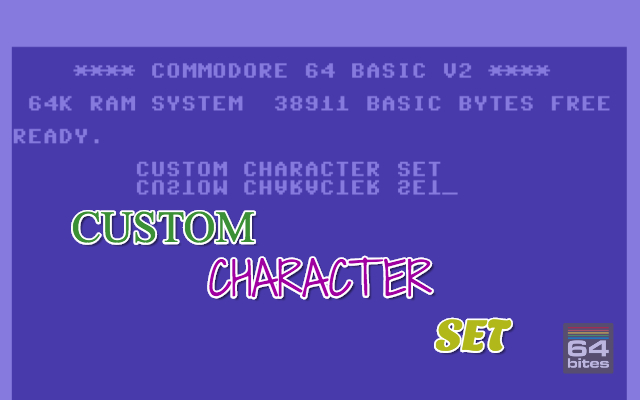 **** COMMODORE 64 BASIC V2 ****
64K RAM SYSTEM  38911 BASIC BYTES FREE
READY.
CUSTOM CHARACTER SET
CUSTOM CHARACTER SET_
CUSTOM
CHARACTER
SET
64
bites